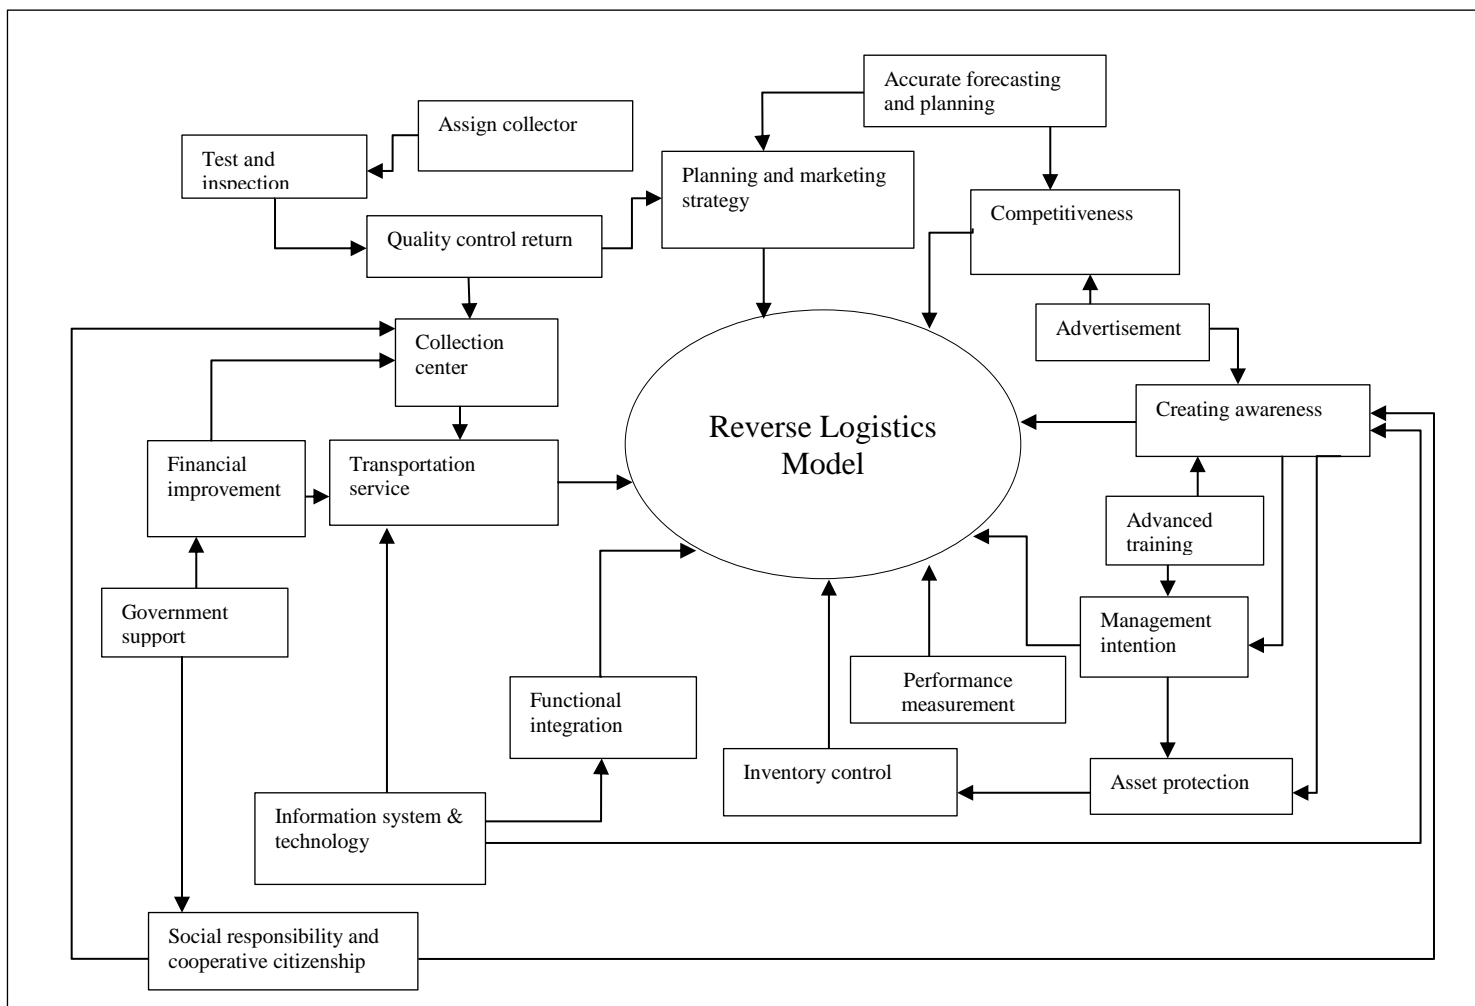 Accurate forecasting
and planning
Assign collector
Test and
inspection
Planning and marketing
strategy
Competitiveness
Quality control return
Advertisement
Collection
center
Creating awareness
Reverse Logistics
Model
Financial
improvement
Transportation
service
Advanced
training
Government
support
Management
intention
Performance
measurement
Functional
integration
Inventory control
Asset protection
Information system &
technology
Social responsibility and
cooperative citizenship